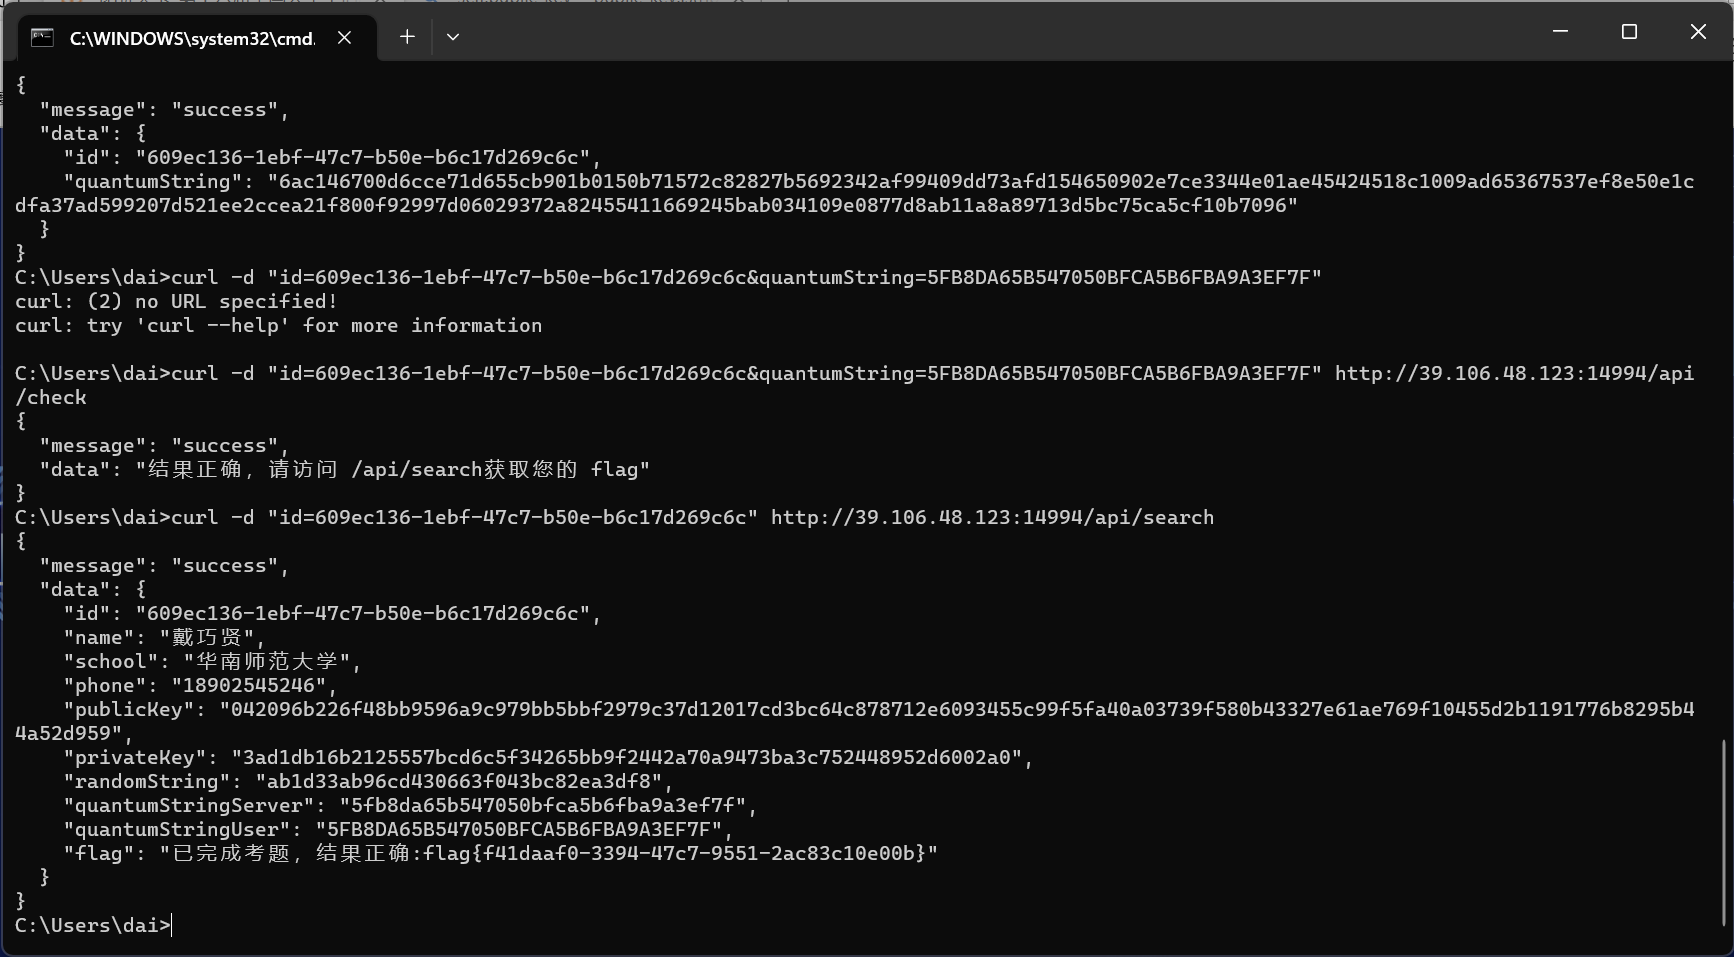 C:\WINDOWS\system32\cmd.
{
  "message": "success",
  "data": {
    "id": "609ec136-1ebf-47c7-b50e-b6c17d269c6c",
    "quantumString": "6ac146700d6cce71d655cb901b0150b71572c82827b5692342af99409dd73afd154650902e7ce3344e01ae45424518c1009ad65367537ef8e50e1c
dfa37ad599207d521ee2ccea21f800f92997d06029372a82455411669245bab034109e0877d8ab11a8a89713d5bc75ca5cf10b7096"
  }
}
C:\Users\dai>curl -d "id=609ec136-1ebf-47c7-b50e-b6c17d269c6c&quantumString=5FB8DA65B547050BFCA5B6FBA9A3EF7F"
curl: (2) no URL specified!
curl: try 'curl --help' for more information
C:\Users\dai>curl -d "id=609ec136-1ebf-47c7-b50e-b6c17d269c6c&quantumString=5FB8DA65B547050BFCA5B6FBA9A3EF7F" http://39.106.48.123:14994/api
/check
{
  "message": "success",
  "data": "结果正确，请访问 /api/search获取您的 flag"
}
C:\Users\dai>curl -d "id=609ec136-1ebf-47c7-b50e-b6c17d269c6c" http://39.106.48.123:14994/api/search
{
  "message": "success",
  "data": {
    "id": "609ec136-1ebf-47c7-b50e-b6c17d269c6c",
    "name": "戴巧贤",
    "school": "华南师范大学",
    "phone": "18902545246",
    "publicKey": "042096b226f48bb9596a9c979bb5bbf2979c37d12017cd3bc64c878712e6093455c99f5fa40a03739f580b43327e61ae769f10455d2b1191776b8295b4
4a52d959",
    "privateKey": "3ad1db16b2125557bcd6c5f34265bb9f2442a70a9473ba3c752448952d6002a0",
    "randomString": "ab1d33ab96cd430663f043bc82ea3df8",
    "quantumStringServer": "5fb8da65b547050bfca5b6fba9a3ef7f",
    "quantumStringUser": "5FB8DA65B547050BFCA5B6FBA9A3EF7F",
    "flag": "已完成考题，结果正确:flag{f41daaf0-3394-47c7-9551-2ac83c10e00b}"
  }
}
C:\Users\dai>